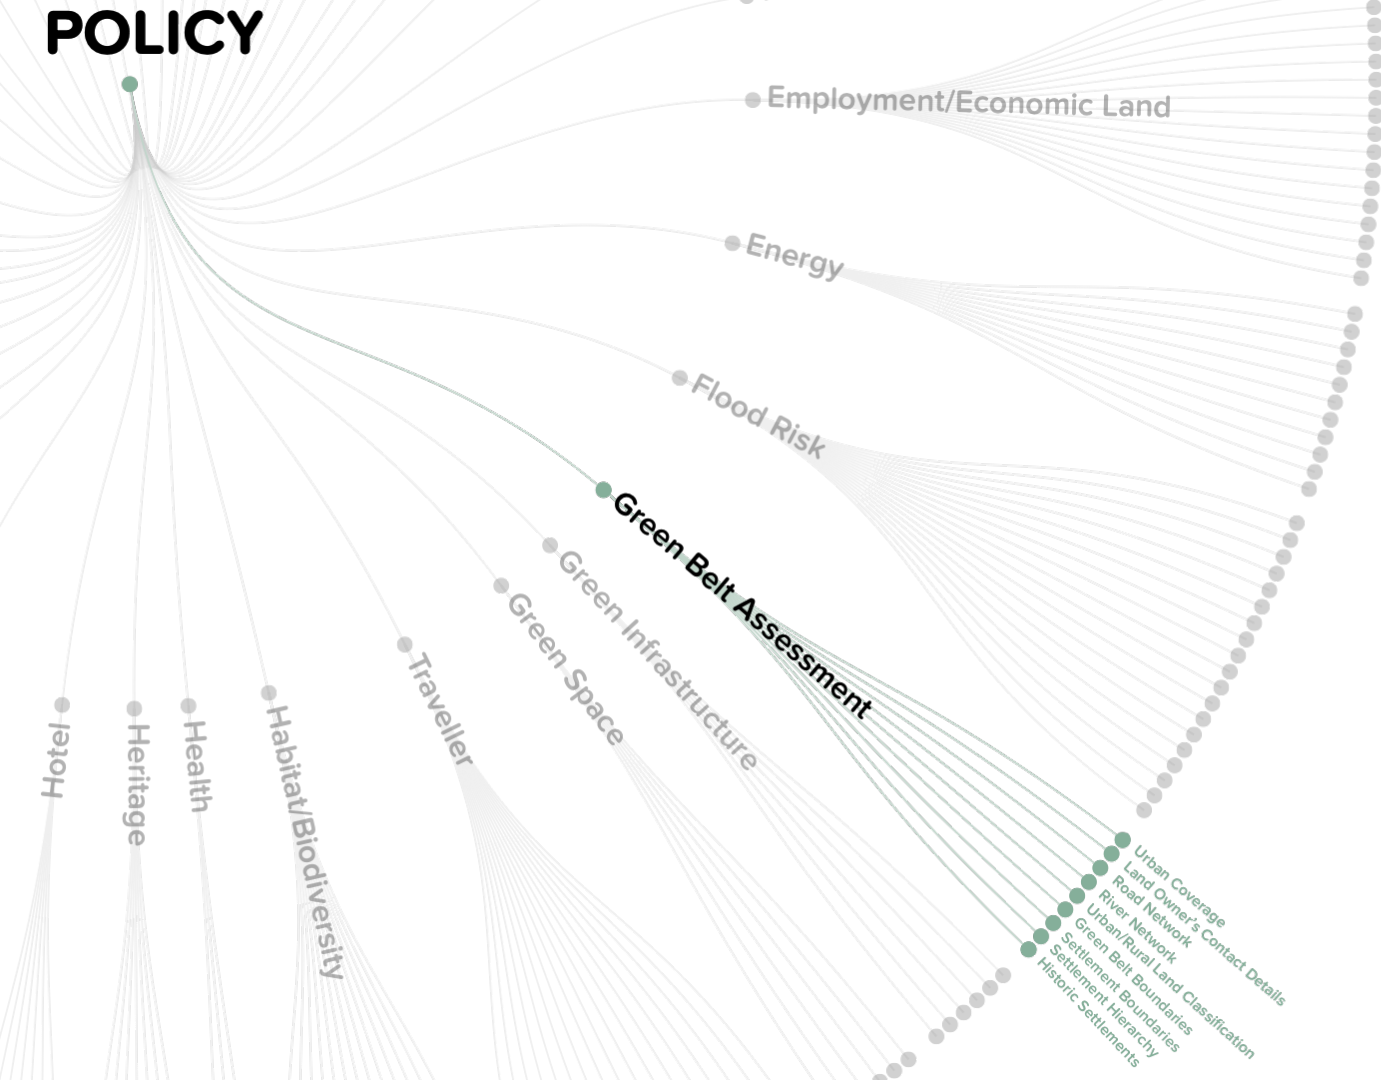 POLICY
Employment/Economic Land
Energy
Flood Risk
Green Belt Assessment
Green Infrastructure
Green Space
Traveller
Habitat/Biodiversity
Health
Heritage
Hotel
Urban Coverage
Land Owner's Contact Details
Road Network
River Network
Urban/Rural Land Classification
Green Belt Boundaries
Settlement Boundaries
Settlement Hierarchy
Historic Settlements